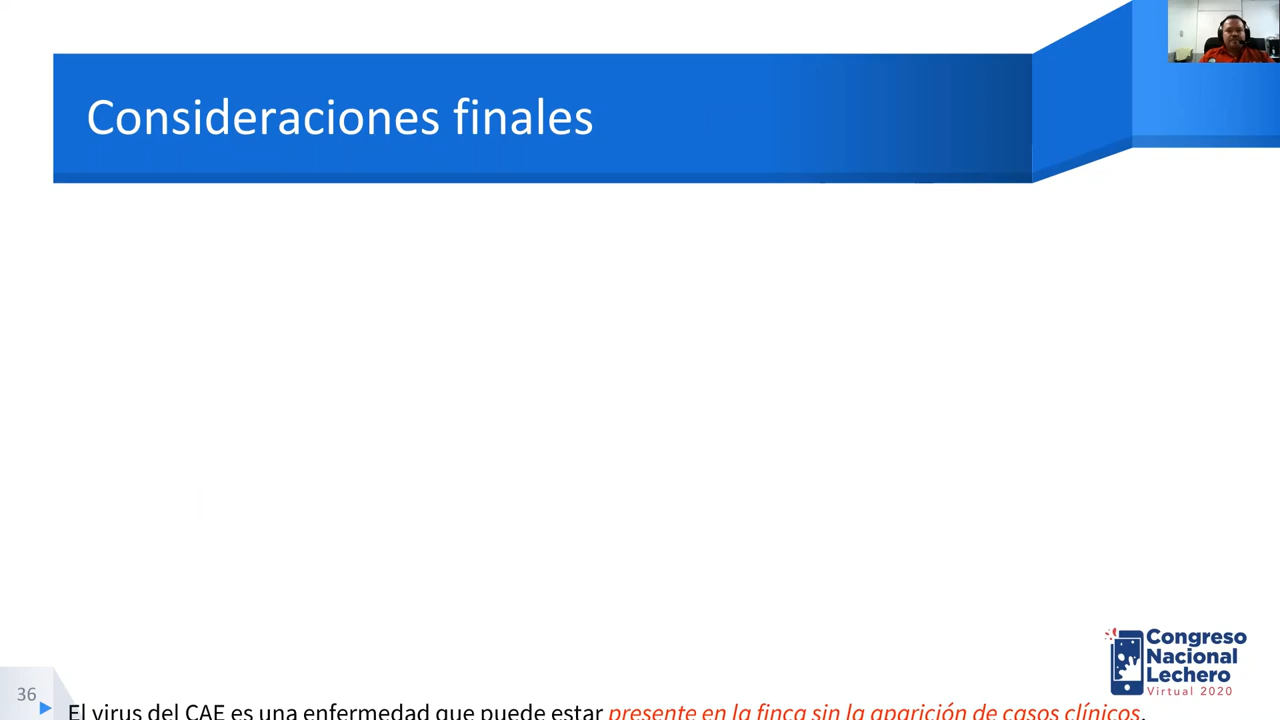 Consideraciones finales
Congreso
Nacional
Lechero
Virtual 2020
36
El virus del CAE es una enfermedad que puede estar presente en la finca sin la aparición de casos clínicos.